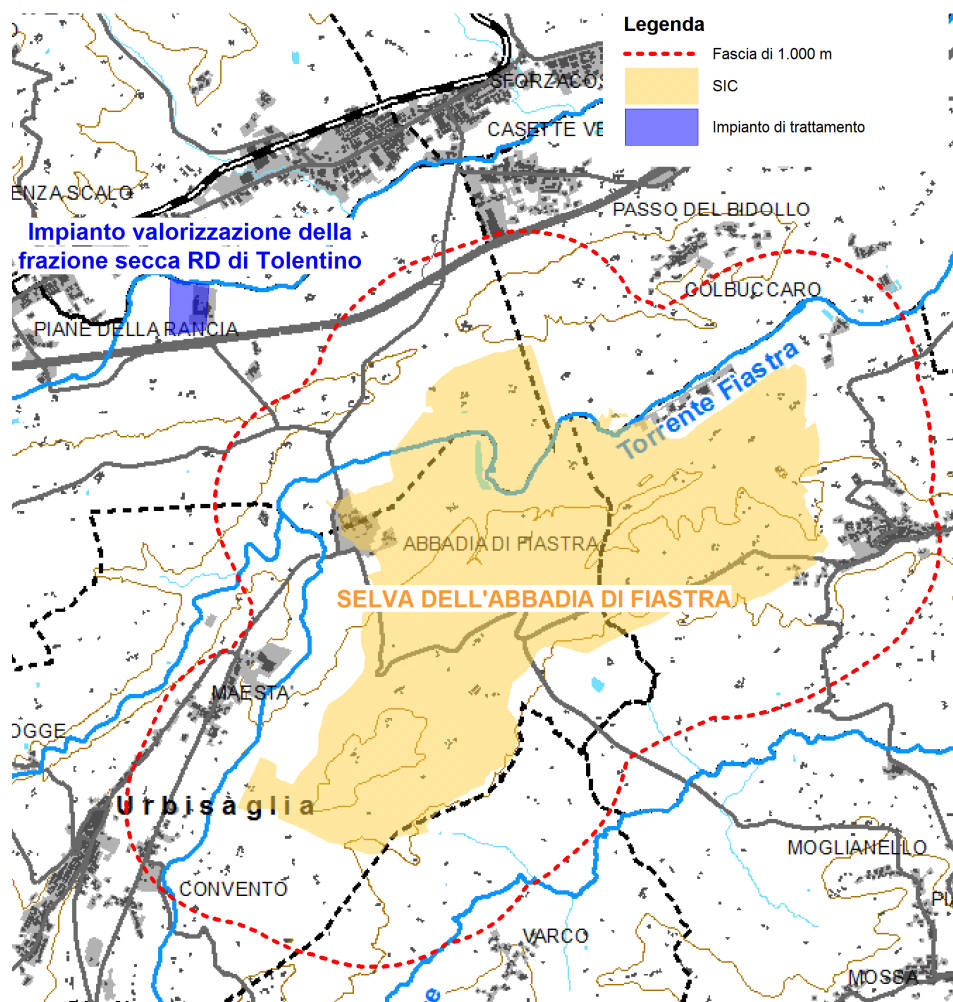 Legenda
Fascia di 1.000 m
SIC
Impianto di trattamento
SFORZACOS
CASETTE VE
ENZA SCALO
PASSO DEL BIDOLLO
Impianto valorizzazione della
frazione secca RD di Tolentino
COLBUCCARO
PIANE DELLA RANCIA
Torrente Fiastra
ABBADIA DI FIASTRA
SELVA DELL'ABBADIA DI FIASTRA
MAESTA
OGGE
Urbisaglia
MOGLIANELLO
CONVENTO
PI
VARCO
MOSSA
e